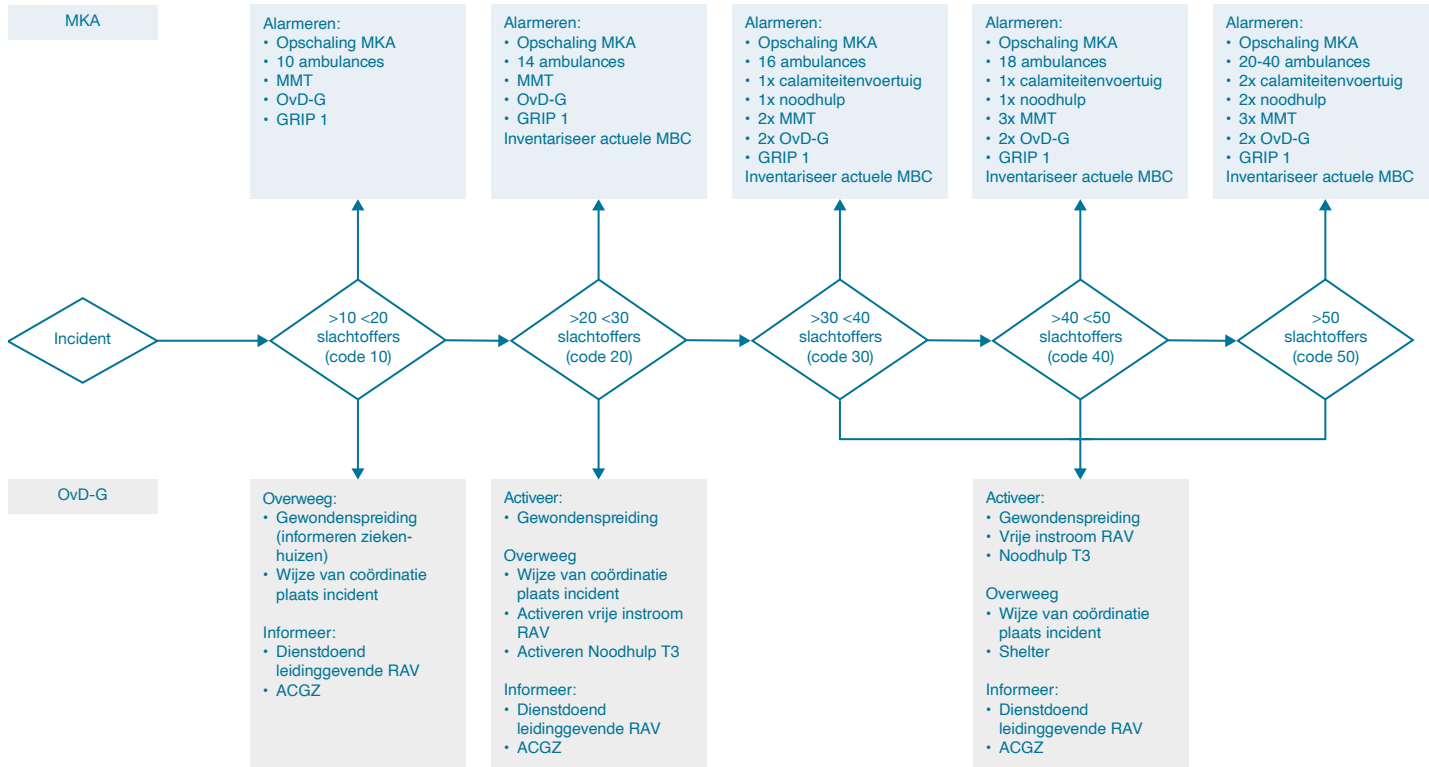 MKA
Alarmeren:
• Opschaling MKA
• 10 ambulances
• MMT
• OvD-G
• GRIP 1
Alarmeren:
• Opschaling MKA
• 14 ambulances
• MMT
• OvD-G
• GRIP 1
Inventariseer actuele MBC
Alarmeren:
• Opschaling MKA
• 16 ambulances
• 1x calamiteitenvoertuig
• 1x noodhulp
• 2x MMT
• 2x OvD-G
• GRIP 1
Inventariseer actuele MBC
Alarmeren:
• Opschaling MKA
• 18 ambulances
• 1x calamiteitenvoertuig
• 1x noodhulp
• 3x MMT
• 2x OvD-G
• GRIP 1
Inventariseer actuele MBC
Alarmeren:
• Opschaling MKA
• 20-40 ambulances
• 2x calamiteitenvoertuig
• 2x noodhulp
• 3x MMT
• 2x OvD-G
• GRIP 1
Inventariseer actuele MBC
Incident
>10 <20
slachtoffers
(code 10)
>20 <30
slachtoffers
(code 20)
>30 <40
slachtoffers
(code 30)
>40 <50
slachtoffers
(code 40)
>50
slachtoffers
(code 50)
OvD-G
Overweeg:
• Gewondenspreiding
(informeren zieken-
huizen)
• Wijze van coördinatie
plaats incident
Informeer:
• Dienstdoend
leidinggevende RAV
• ACGZ
Activeer:
• Gewondenspreiding
Overweeg
• Wijze van coördinatie
plaats incident
• Activeren vrije instroom
RAV
• Activeren Noodhulp T3
Informeer:
• Dienstdoend
leidinggevende RAV
• ACGZ
Activeer:
• Gewondenspreiding
• Vrije instroom RAV
• Noodhulp T3
Overweeg
• Wijze van coördinatie
plaats incident
• Shelter
Informeer:
• Dienstdoend
leidinggevende RAV
• ACGZ